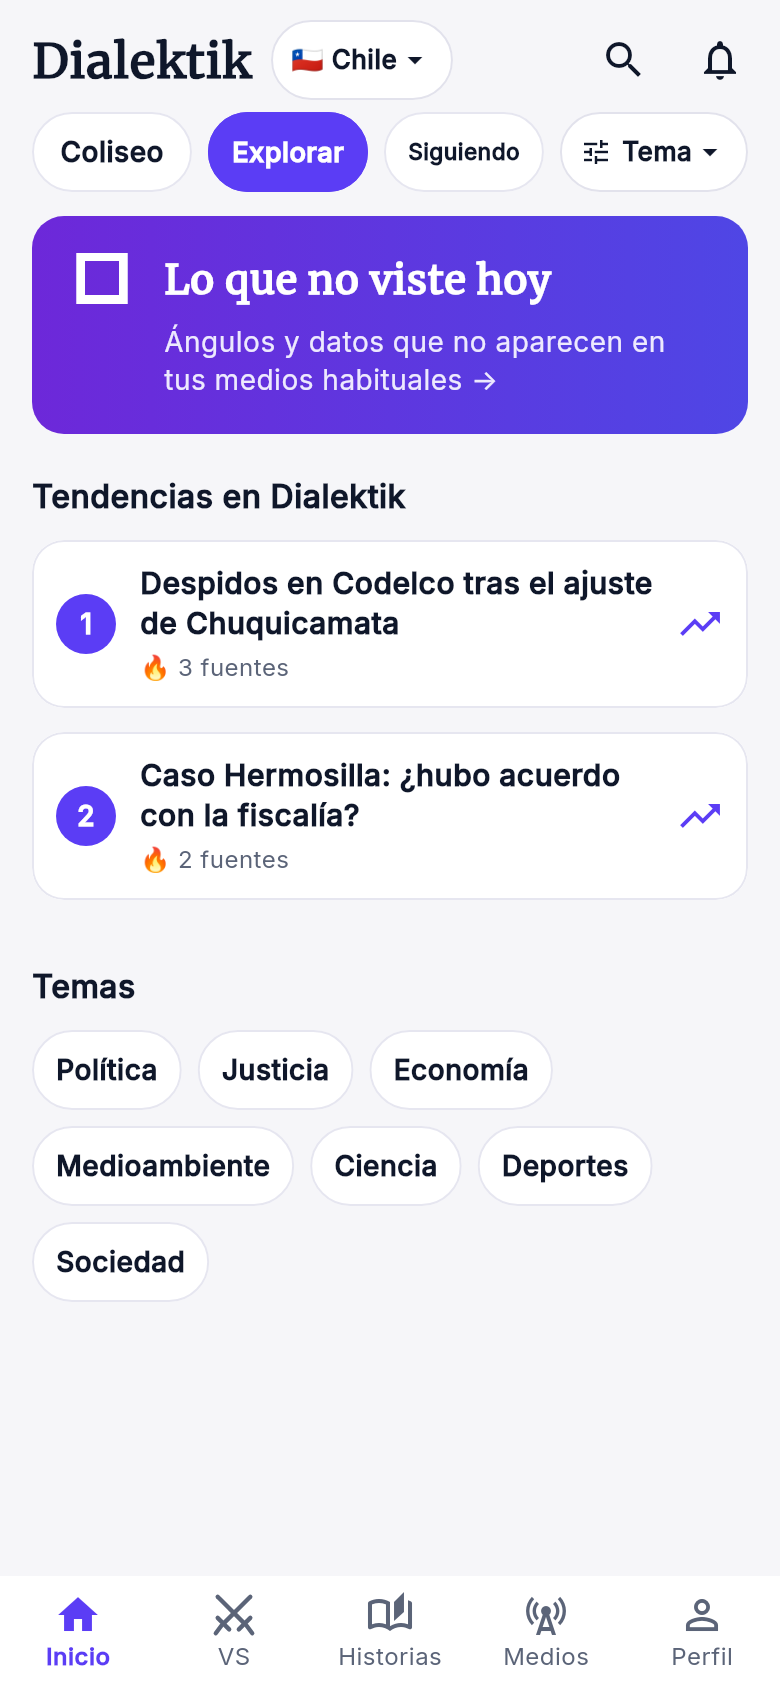 Dialektik
🇨🇱 Chile
Coliseo
Explorar
Siguiendo
Tema
Lo que no viste hoy
Ángulos y datos que no aparecen en
tus medios habituales →
Tendencias en Dialektik
1
Despidos en Codelco tras el ajuste
de Chuquicamata
🔥 3 fuentes
2
Caso Hermosilla: ¿hubo acuerdo
con la fiscalía?
🔥 2 fuentes
Temas
Política
Justicia
Economía
Medioambiente
Ciencia
Deportes
Sociedad
Inicio
VS
Historias
Medios
Perfil